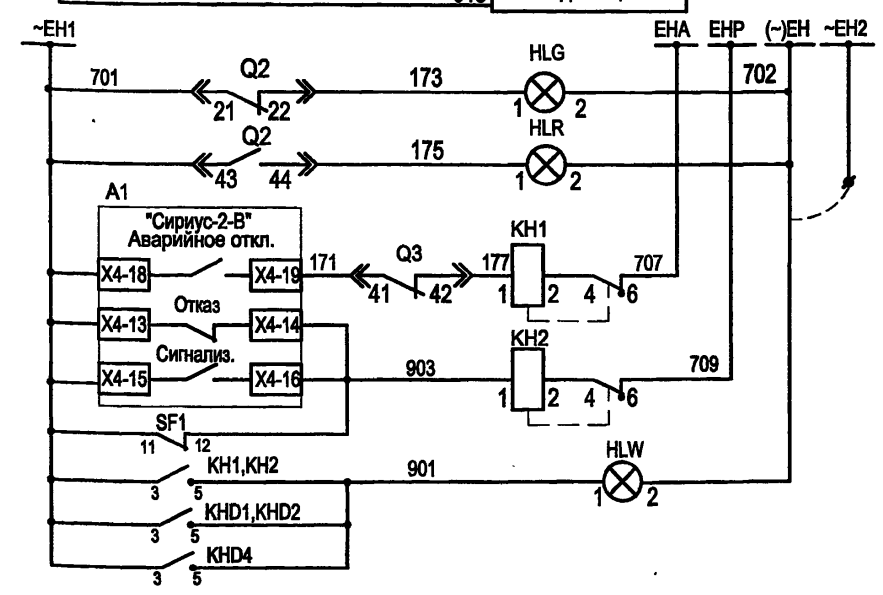 ~EH1
EHA EHP (~)EH ~EH2
701 Q2 173 HLG 702
21 22 1 2
Q2 175 HLR
43 44 1 2
A1
"Сириус-2-В"
Аварийное откл.
X4-18 X4-19 171 Q3 177 KH1 707
41 42 1 2 4 6
Отказ
X4-13 X4-14
Сигнализ.
X4-15 X4-16 903 KH2 709
1 2 4 6
SF1
11 12
KH1,KH2 901 HLW
3 5 1 2
KHD1,KHD2
3 5
KHD4
3 5